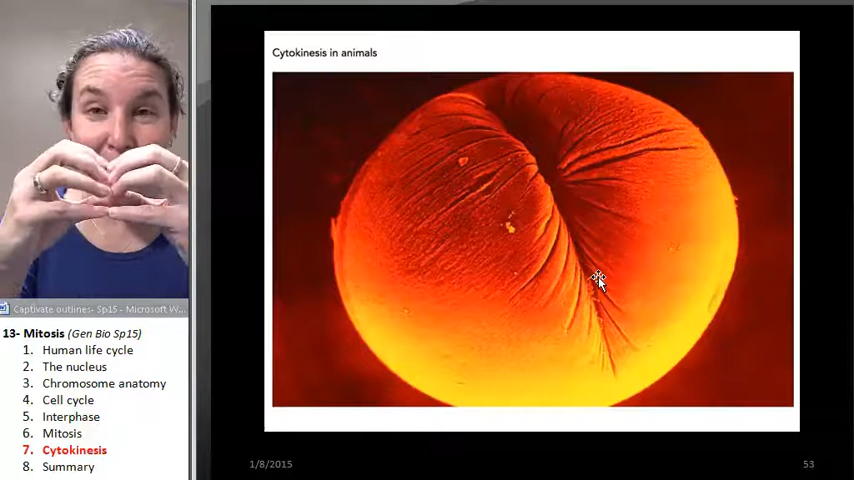 Cytokinesis in animals
Captivate outlines- Sp15 - Microsoft W...
13- Mitosis (Gen Bio Sp15)
1. Human life cycle
2. The nucleus
3. Chromosome anatomy
4. Cell cycle
5. Interphase
6. Mitosis
7. Cytokinesis
8. Summary
1/8/2015
53